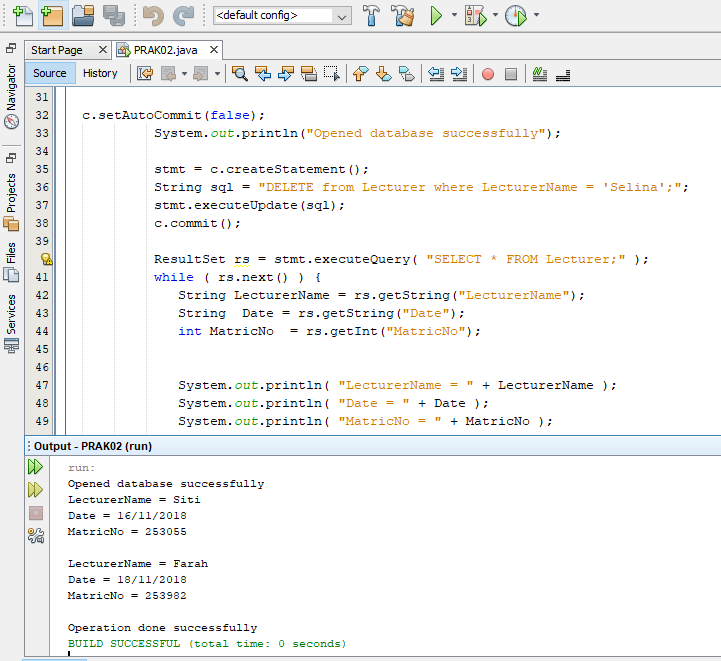 <default config>
Start Page
PRAK02.java
Source
History
Navigator
Projects
Files
Services
31
32 c.setAutoCommit(false);
33 System.out.println("Opened database successfully");
34
35 stmt = c.createStatement();
36 String sql = "DELETE from Lecturer where LecturerName = 'Selina';";
37 stmt.executeUpdate(sql);
38 c.commit();
39
ResultSet rs = stmt.executeQuery( "SELECT * FROM Lecturer;" );
41 while ( rs.next() ) {
42 String LecturerName = rs.getString("LecturerName");
43 String  Date = rs.getString("Date");
44 int MatricNo  = rs.getInt("MatricNo");
45
46
47 System.out.println( "LecturerName = " + LecturerName );
48 System.out.println( "Date = " + Date );
49 System.out.println( "MatricNo = " + MatricNo );
Output - PRAK02 (run)
run:
Opened database successfully
LecturerName = Siti
Date = 16/11/2018
MatricNo = 253055
LecturerName = Farah
Date = 18/11/2018
MatricNo = 253982
Operation done successfully
BUILD SUCCESSFUL (total time: 0 seconds)